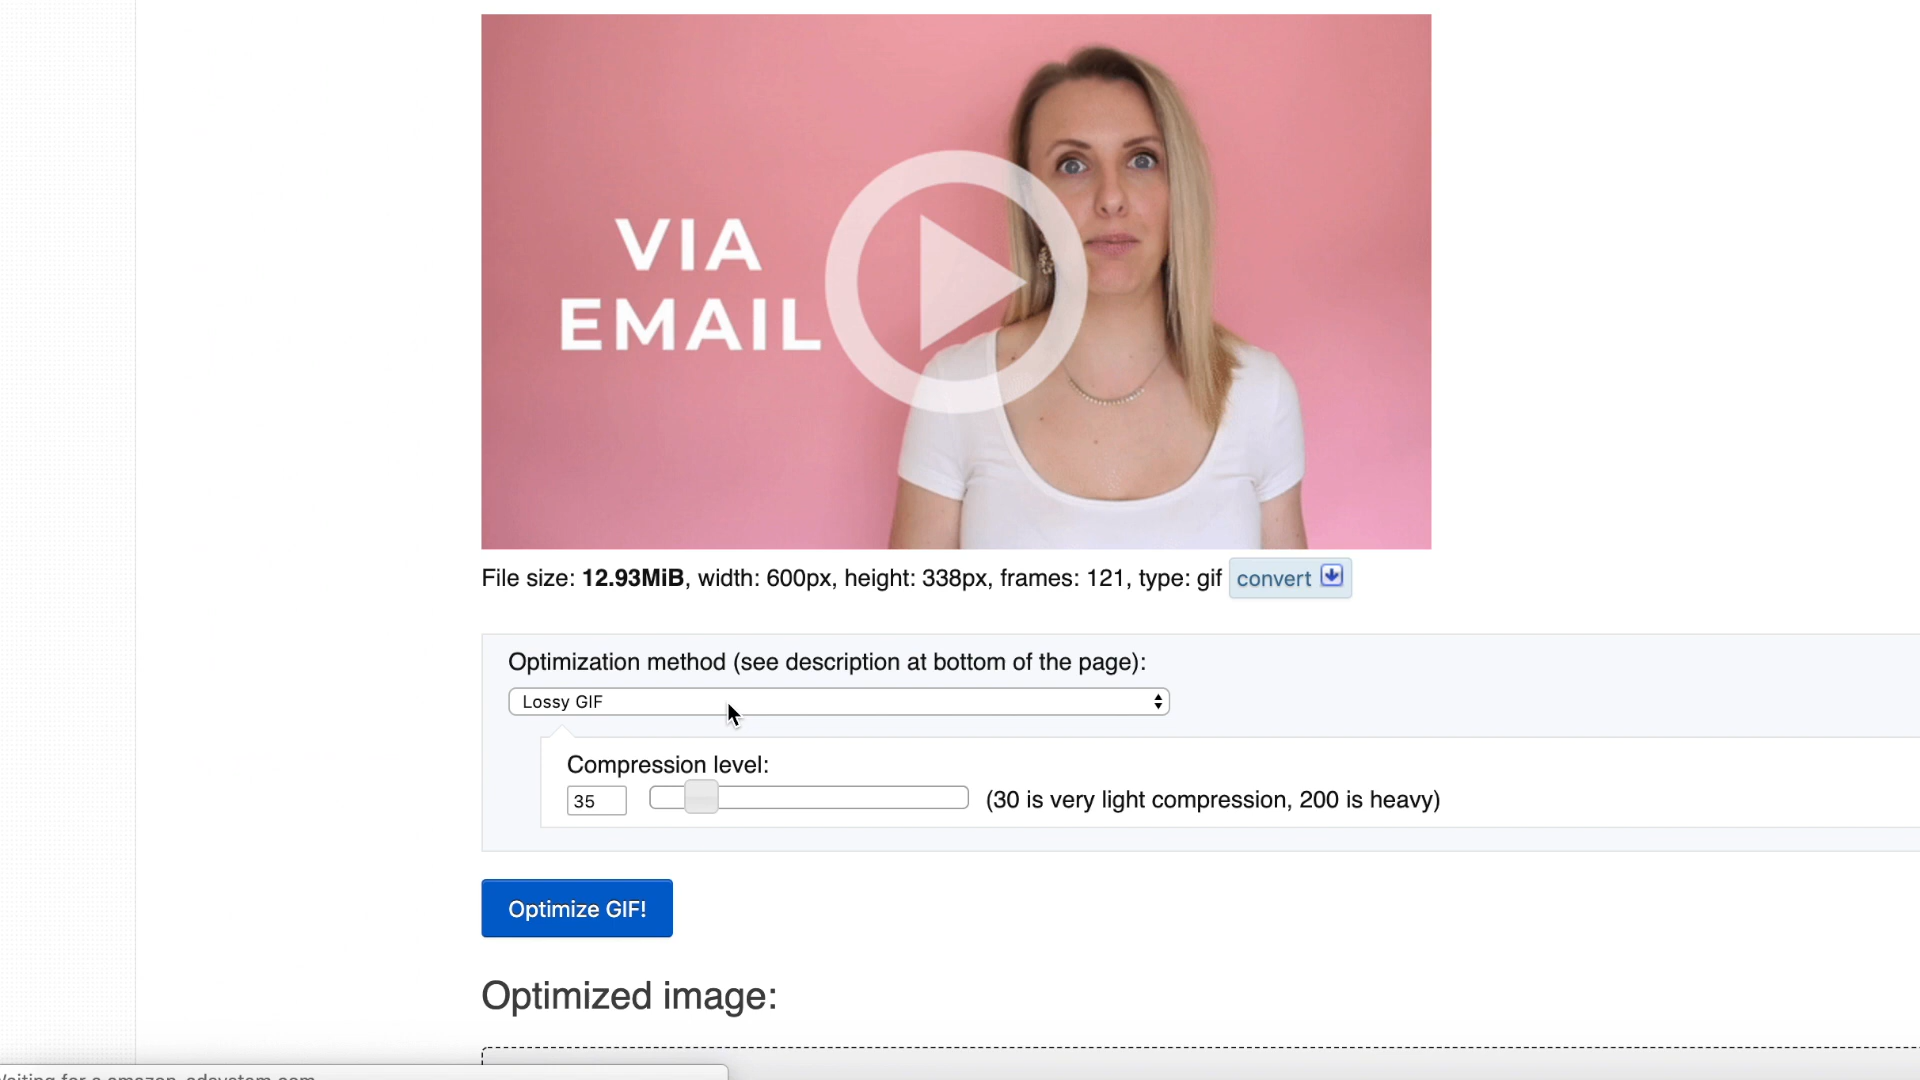 VIA
EMAIL
File size: 12.93MiB, width: 600px, height: 338px, frames: 121, type: gif convert
Optimization method (see description at bottom of the page):
Lossy GIF
Compression level:
35 (30 is very light compression, 200 is heavy)
Optimize GIF!
Optimized image: